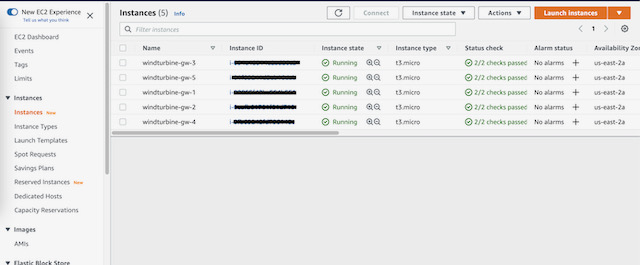 New EC2 Experience
Tell us what you think
EC2 Dashboard
Events
Tags
Limits
Instances
Instances New
Instance Types
Launch Templates
Spot Requests
Savings Plans
Reserved Instances New
Dedicated Hosts
Capacity Reservations
Images
AMIs
Elastic Block Store
Instances (5) Info
Connect Instance state Actions Launch instances
Filter instances
1
Name Instance ID Instance state Instance type Status check Alarm status Availability Zo
windturbine-gw-3 Running t3.micro 2/2 checks passed No alarms + us-east-2a
windturbine-gw-5 Running t3.micro 2/2 checks passed No alarms + us-east-2a
windturbine-gw-1 Running t3.micro 2/2 checks passed No alarms + us-east-2a
windturbine-gw-2 Running t3.micro 2/2 checks passed No alarms + us-east-2a
windturbine-gw-4 Running t3.micro 2/2 checks passed No alarms + us-east-2a